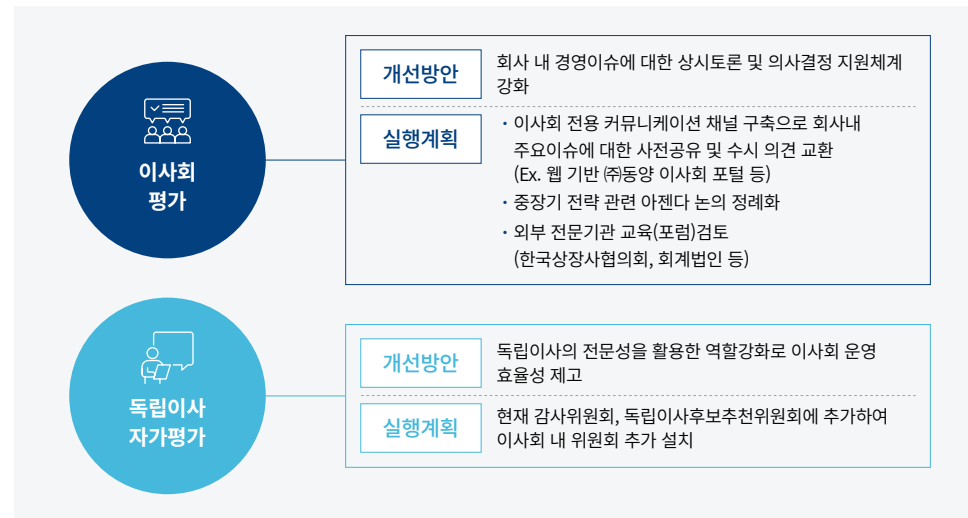 이사회
평가
개선방안
회사 내 경영이슈에 대한 상시토론 및 의사결정 지원체계
강화
실행계획
• 이사회 전용 커뮤니케이션 채널 구축으로 회사내
주요이슈에 대한 사전공유 및 수시 의견 교환
(Ex. 웹 기반 ㈜동양 이사회 포털 등)
• 중장기 전략 관련 아젠다 논의 정례화
• 외부 전문기관 교육(포럼)검토
(한국상장사협의회, 회계법인 등)
독립이사
자가평가
개선방안
독립이사의 전문성을 활용한 역할강화로 이사회 운영
효율성 제고
실행계획
현재 감사위원회, 독립이사후보추천위원회에 추가하여
이사회 내 위원회 추가 설치